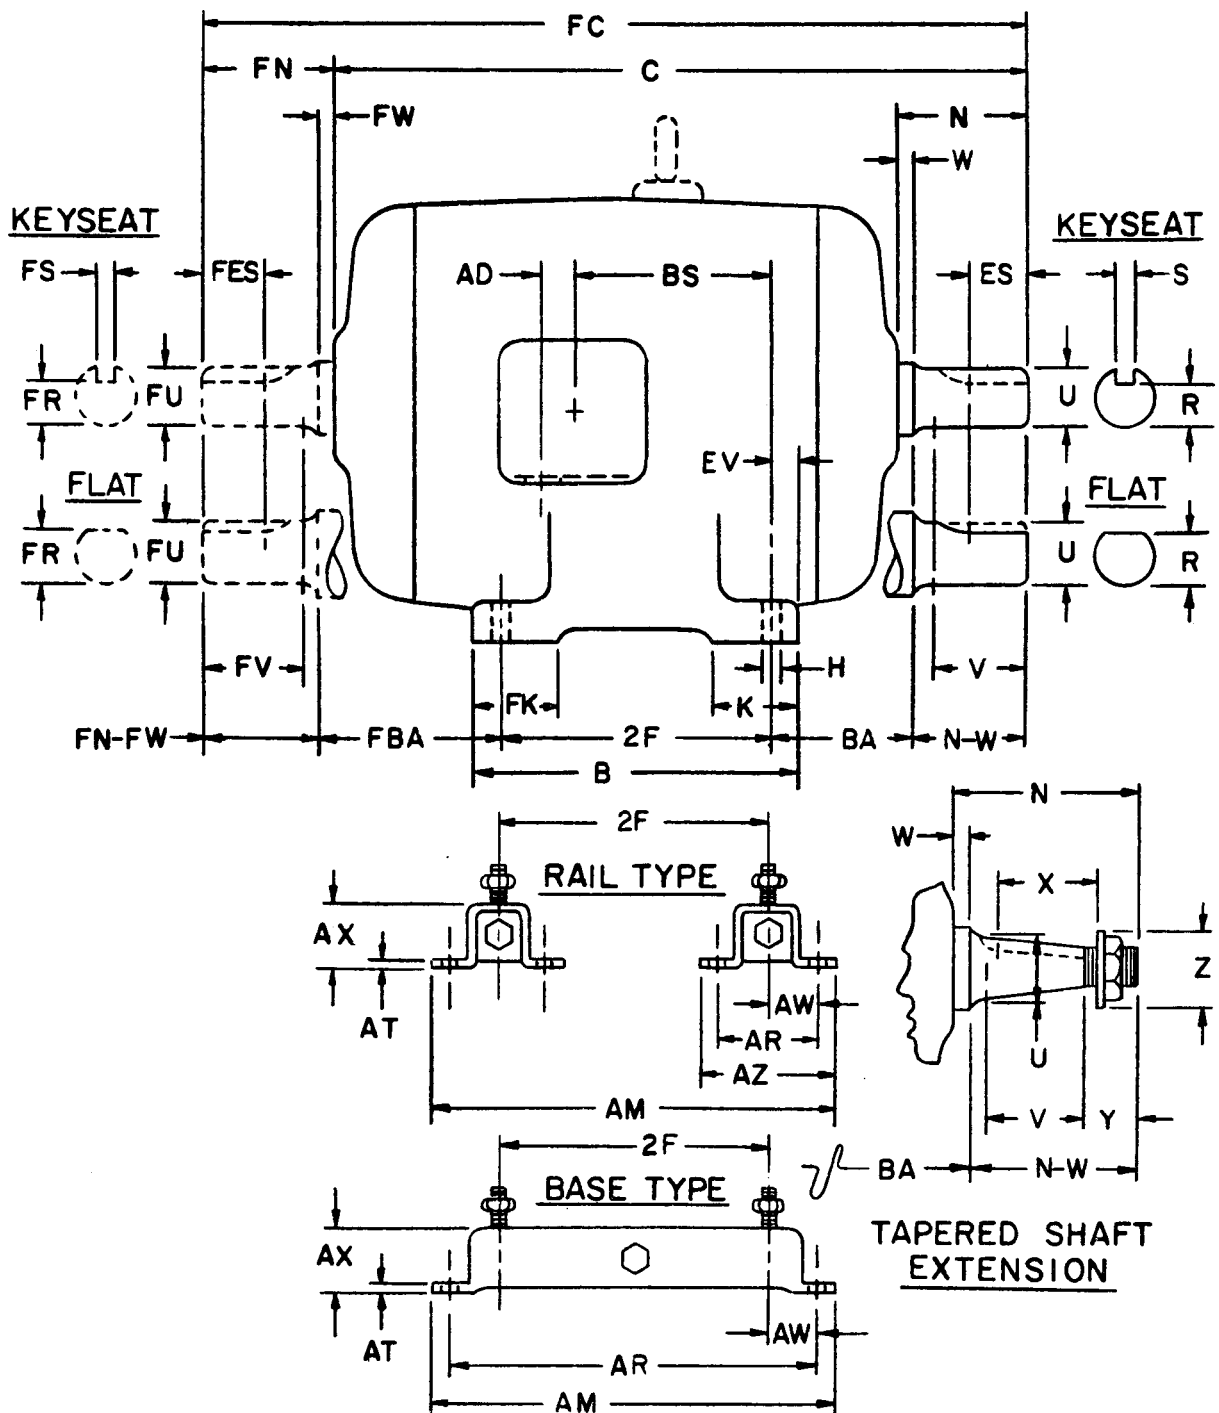 FC
FN
C
FW
N
W
KEYSEAT
KEYSEAT
FS
FES
AD
BS
ES
S
FR
FU
U
R
EV
FLAT
FLAT
FR
FU
U
R
FV
FK
K
H
V
FN-FW
FBA
2F
BA
N-W
B
N
2F
W
RAIL TYPE
X
AX
Z
AT
AW
AR
U
AZ
AM
V
Y
2F
BA
N-W
BASE TYPE
TAPERED SHAFT
EXTENSION
AX
AT
AW
AR
AM